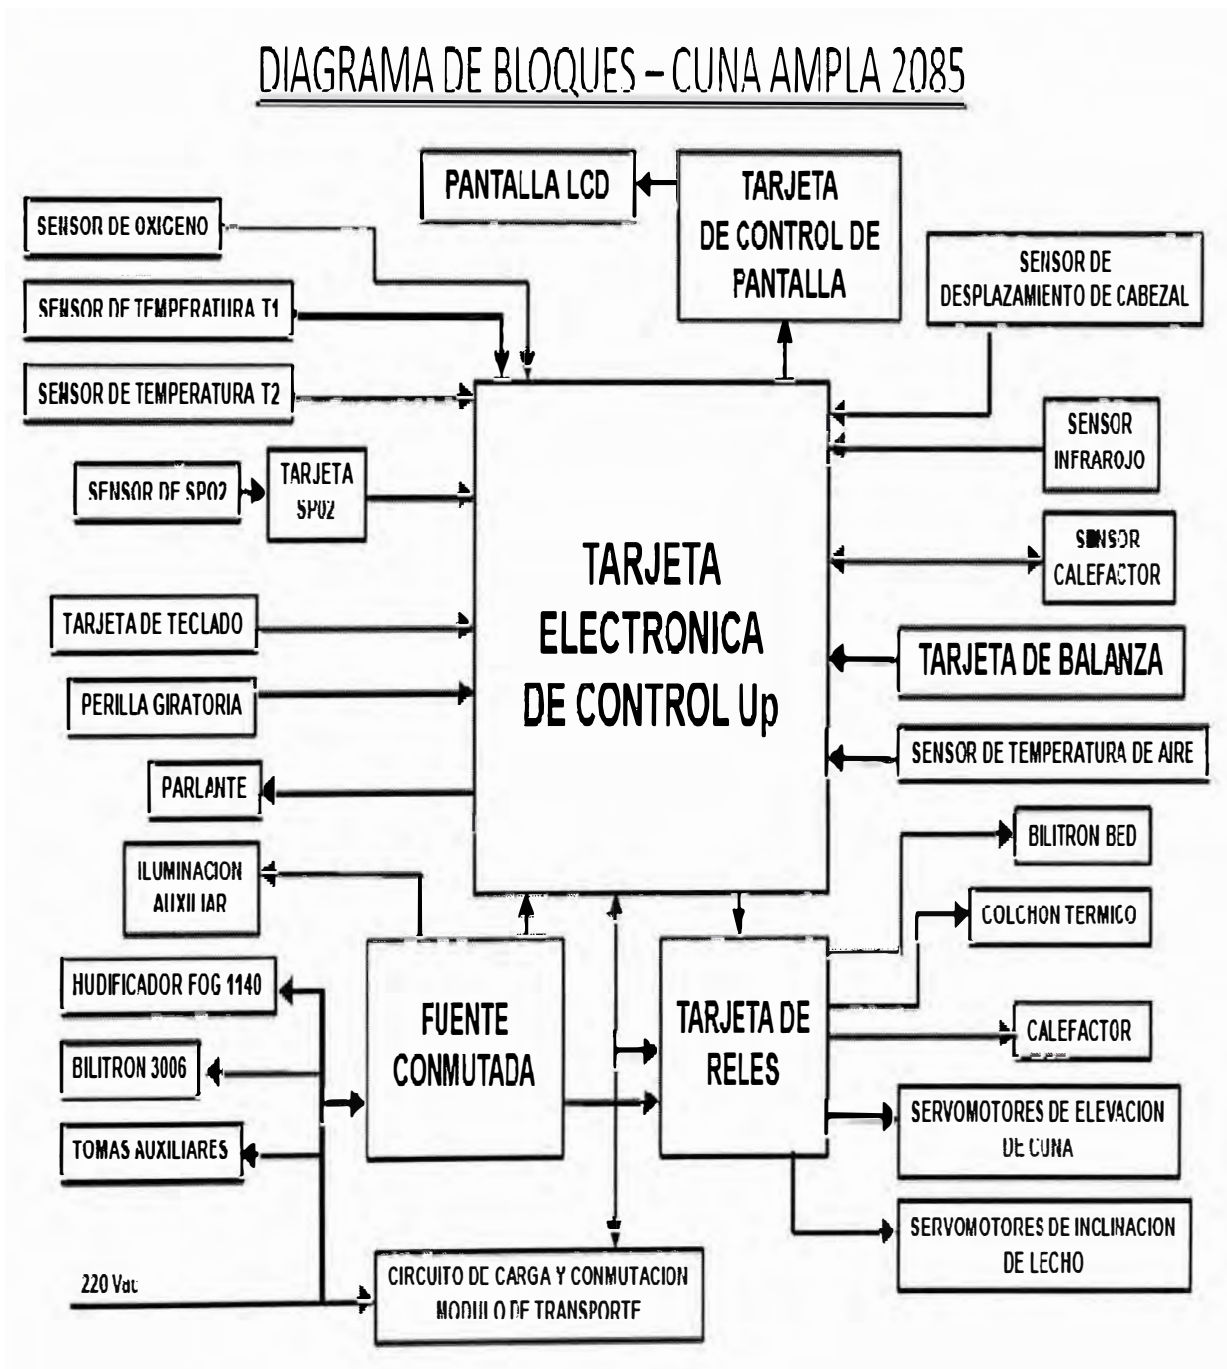 DIAGRAMA DE BLOQUES – CUNA AMPLA 2085
PANTALLA LCD
TARJETA
DE CONTROL DE
PANTALLA
SENSOR DE OXIGENO
SENSOR DE
DESPLAZAMIENTO DE CABEZAL
SENSOR DE TEMPERATURA T1
SENSOR DE TEMPERATURA T2
SENSOR
INFRAROJO
SENSOR DE SP02
TARJETA
SP02
SENSOR
CALEFACTOR
TARJETA
ELECTRONICA
DE CONTROL Up
TARJETA DE TECLADO
TARJETA DE BALANZA
PERILLA GIRATORIA
SENSOR DE TEMPERATURA DE AIRE
PARLANTE
BILITRON BED
ILUMINACION
AUXILIAR
COLCHON TERMICO
HUDIFICADOR FOG 1140
FUENTE
CONMUTADA
TARJETA DE
RELES
CALEFACTOR
BILITRON 3006
SERVOMOTORES DE ELEVACION
DE CUNA
TOMAS AUXILIARES
SERVOMOTORES DE INCLINACION
DE LECHO
220 Vac
CIRCUITO DE CARGA Y CONMUTACION
MODULO DE TRANSPORTE